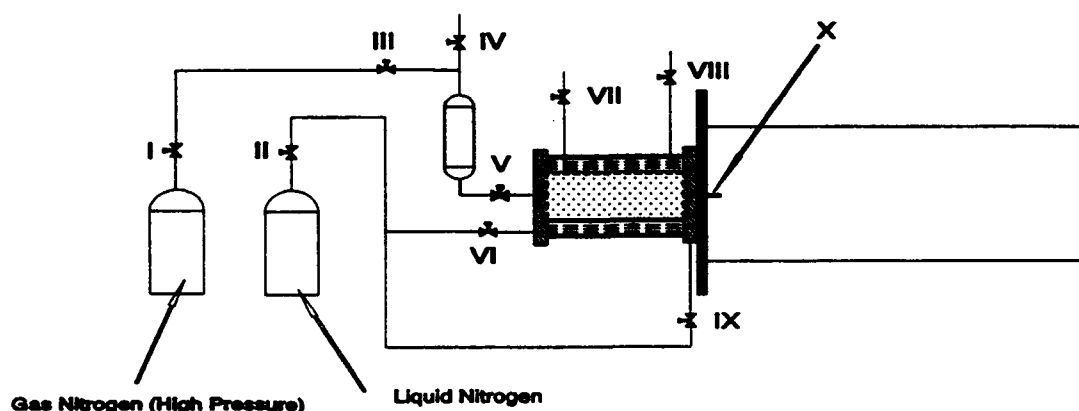 X
III
IV
VIII
VII
I
II
V
VI
IX
Gas Nitrogen (High Pressure)
Liquid Nitrogen